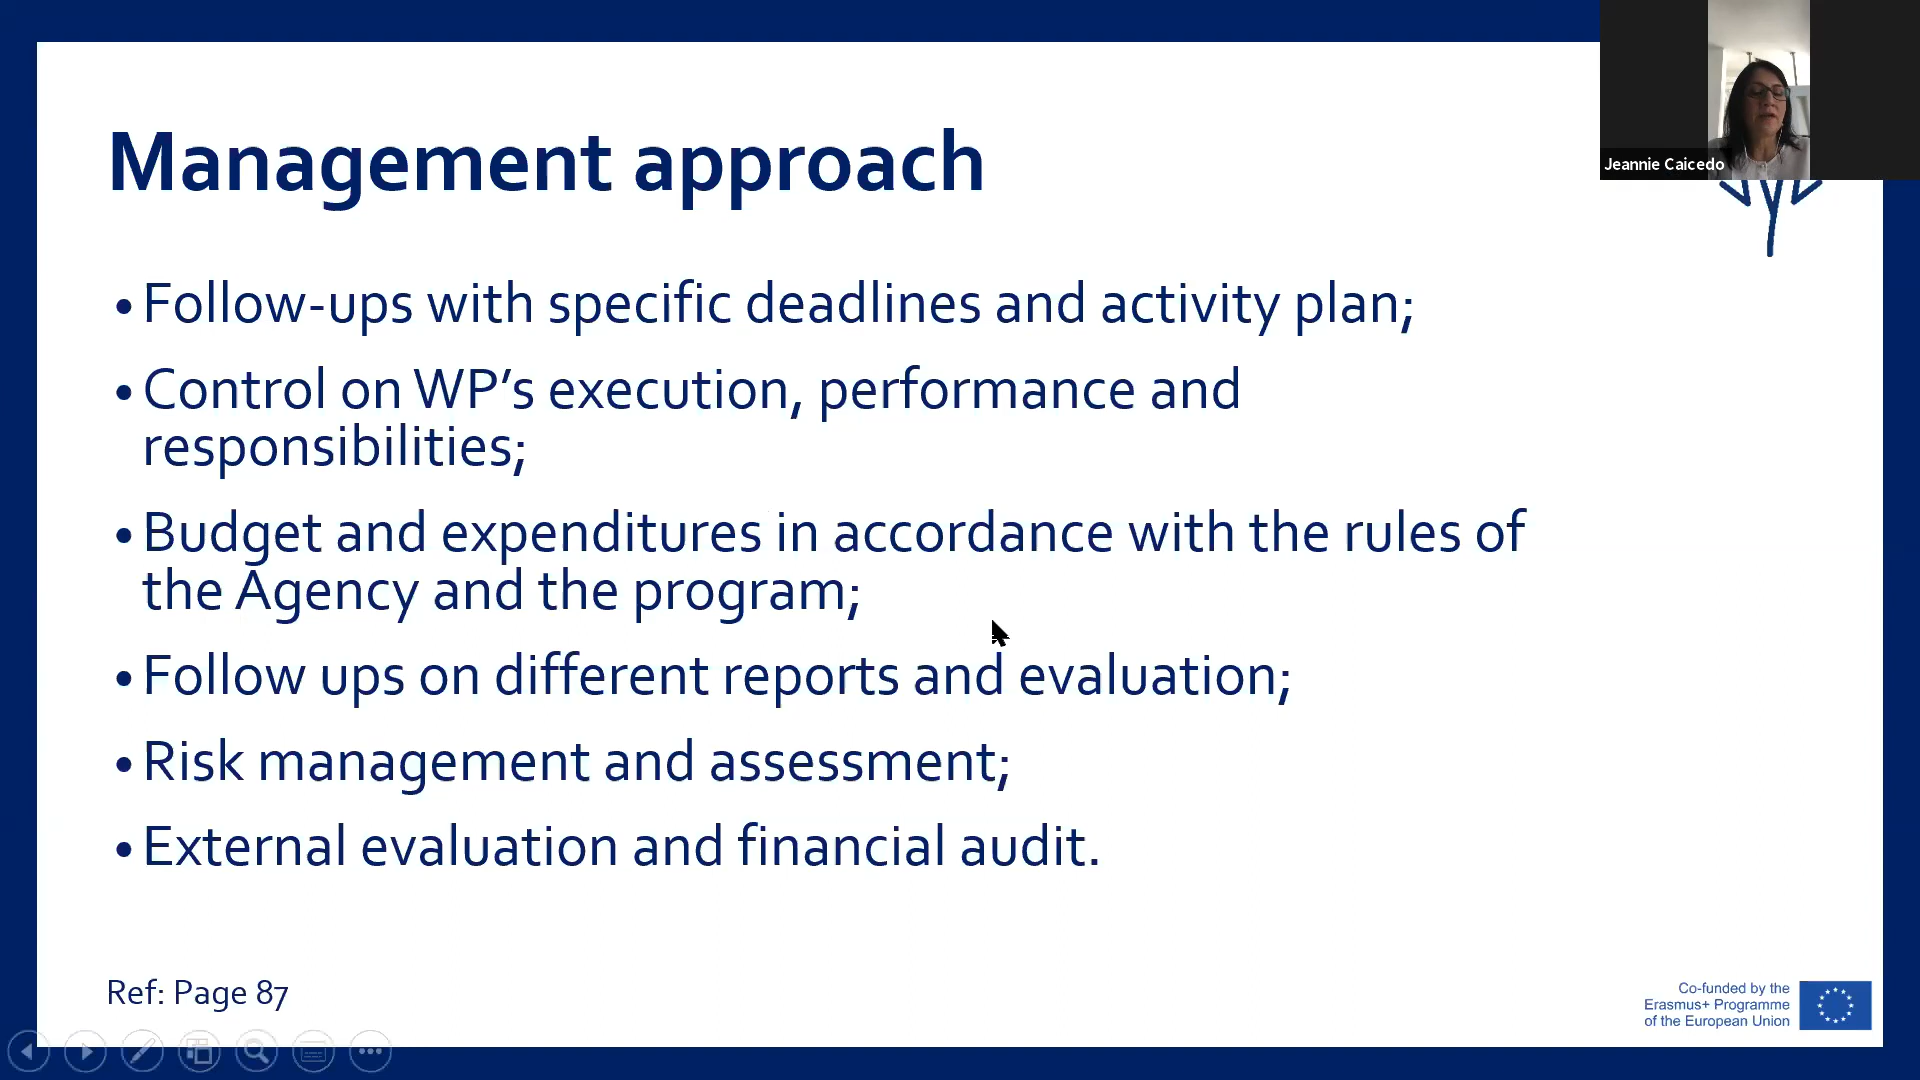 Management approach
Jeannie Caicedo
• Follow-ups with specific deadlines and activity plan;
• Control on WP’s execution, performance and
responsibilities;
• Budget and expenditures in accordance with the rules of
the Agency and the program;
• Follow ups on different reports and evaluation;
• Risk management and assessment;
• External evaluation and financial audit.
Ref: Page 87
Co-funded by the
Erasmus+ Programme
of the European Union